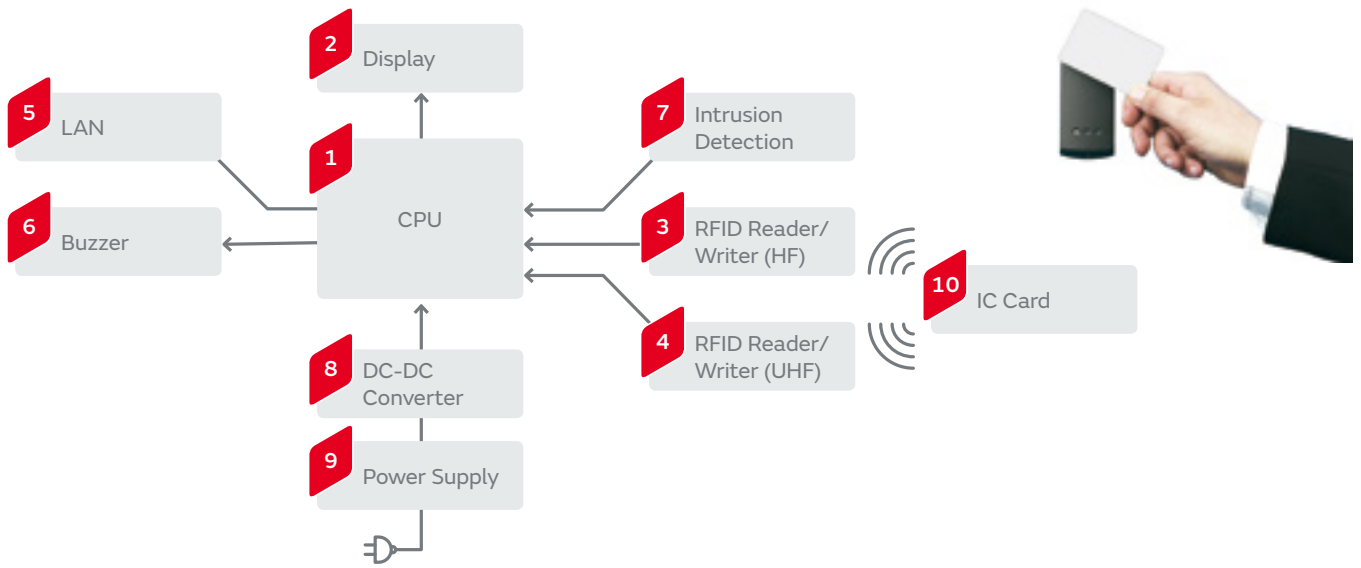 2
Display
5
LAN
7
Intrusion
Detection
1
CPU
6
Buzzer
3
RFID Reader/
Writer (HF)
10
IC Card
4
RFID Reader/
Writer (UHF)
8
DC-DC
Converter
9
Power Supply